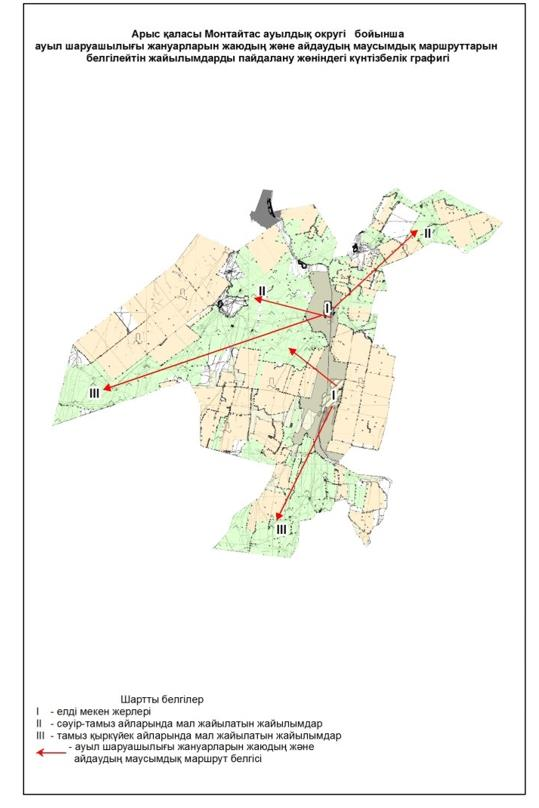 Арыс қаласы Монтайтас ауылдық округі бойынша
ауыл шаруашылығы жануарларын жаюдың және айдаудың маусымдық маршруттарын
белгілейтін жайылымдарды пайдалану жөніндегі күнтізбелік графигі
II
II
I
III
I
III
Шартты белгілер
I - елді мекен жерлері
II - сәуір-тамыз айларында мал жайылатын жайылымдар
III - тамыз қыркүйек айларында мал жайылатын жайылымдар
- ауыл шаруашылығы жануарларын жаюдың және
айдаудың маусымдық маршрут белгісі